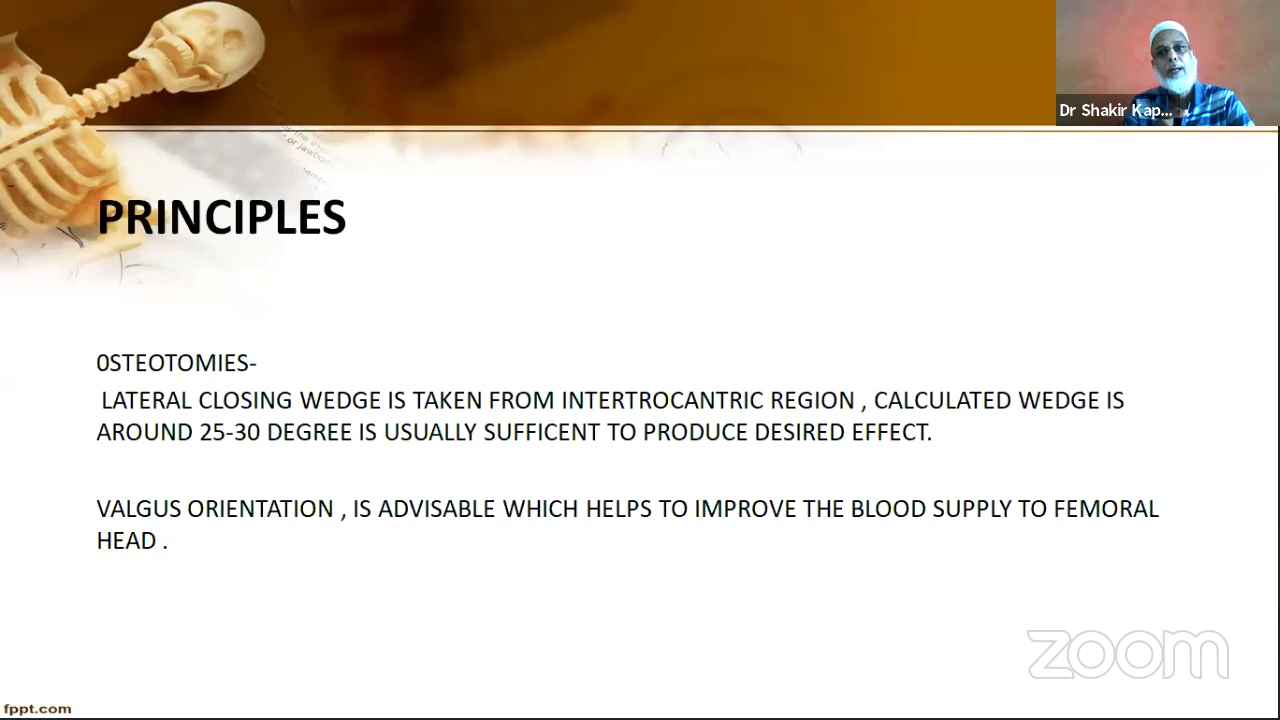 Dr Shakir Kap...
PRINCIPLES
0STEOTOMIES-
LATERAL CLOSING WEDGE IS TAKEN FROM INTERTROCANTRIC REGION , CALCULATED WEDGE IS
AROUND 25-30 DEGREE IS USUALLY SUFFICENT TO PRODUCE DESIRED EFFECT.
VALGUS ORIENTATION , IS ADVISABLE WHICH HELPS TO IMPROVE THE BLOOD SUPPLY TO FEMORAL
HEAD .
zoom
fppt.com